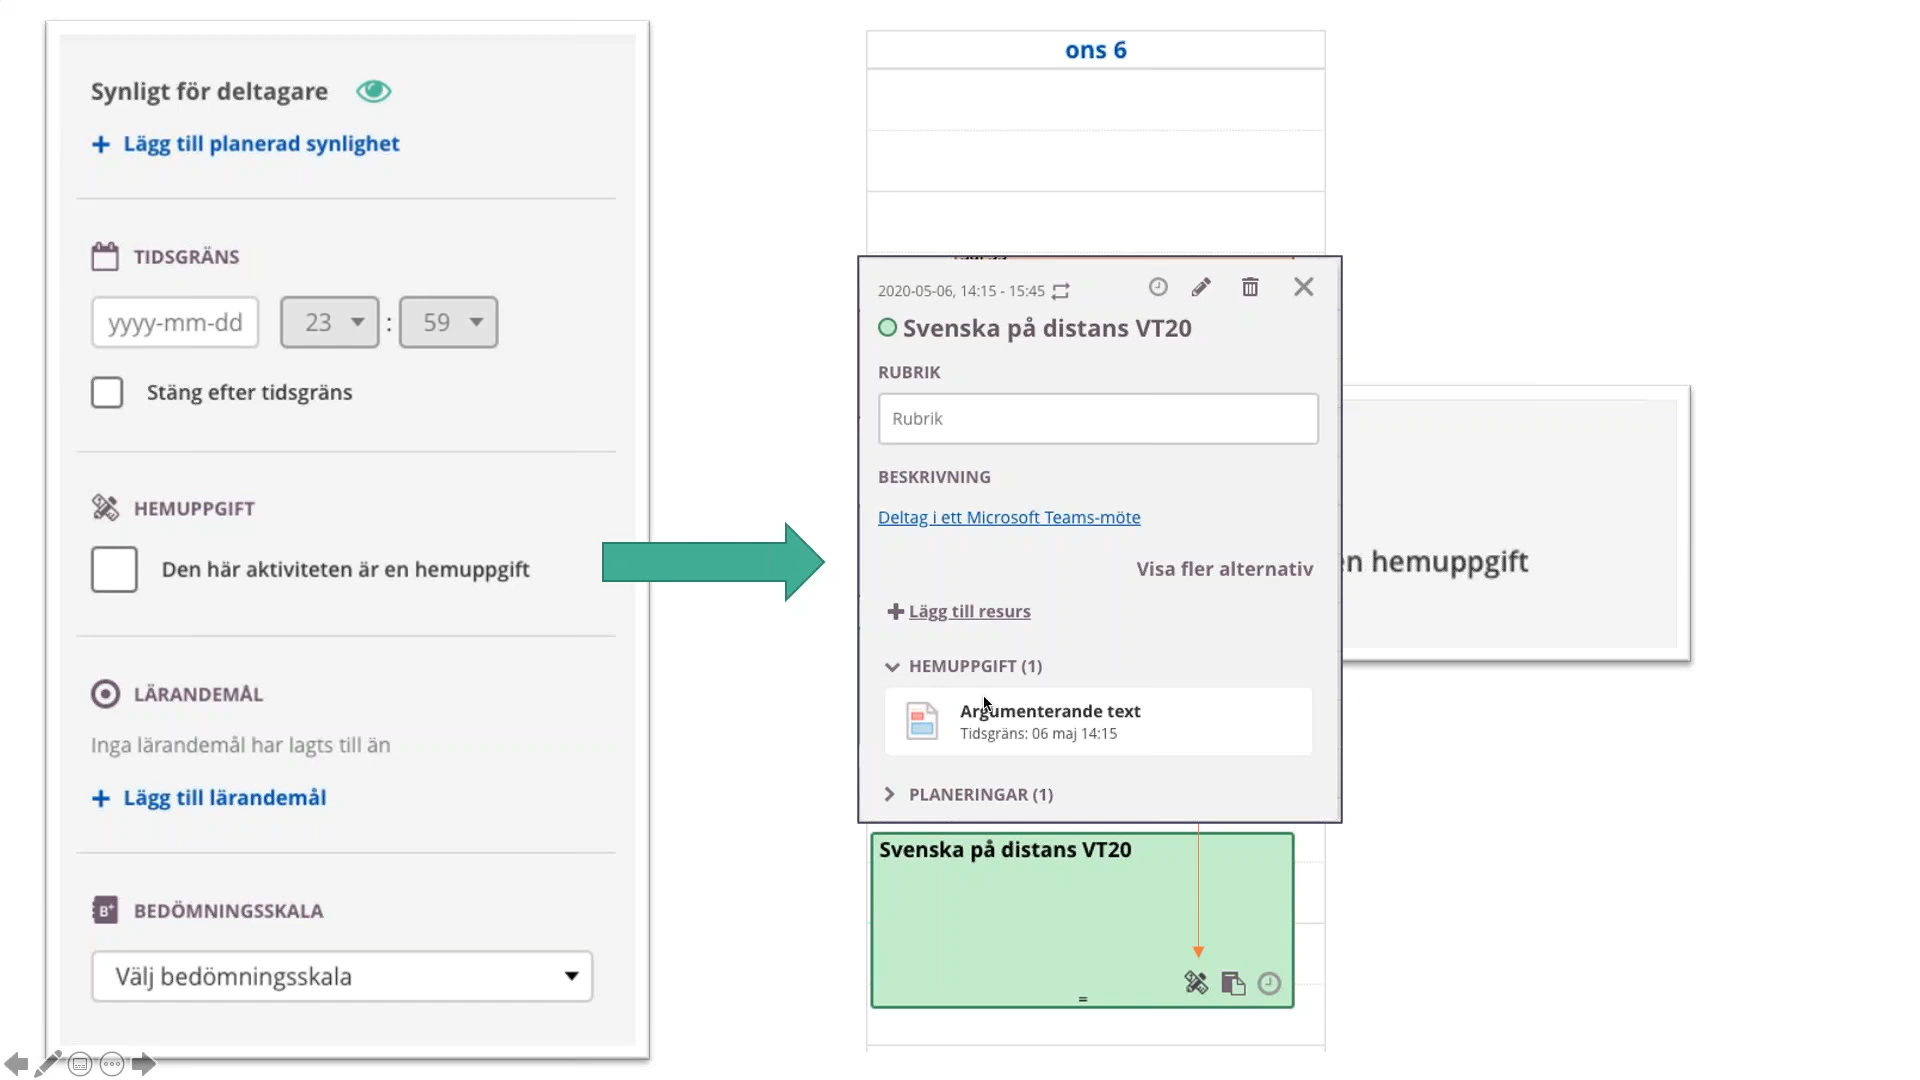 Synligt för deltagare
+ Lägg till planerad synlighet
TIDSGRÄNS
yyyy-mm-dd 23 : 59
Stäng efter tidsgräns
HEMUPPGIFT
Den här aktiviteten är en hemuppgift
LÄRANDEMÅL
Inga lärandemål har lagts till än
+ Lägg till lärandemål
B+ BEDÖMNINGSSKALA
Välj bedömningsskala
ons 6
2020-05-06, 14:15 - 15:45
Svenska på distans VT20
RUBRIK
Rubrik
BESKRIVNING
Deltag i ett Microsoft Teams-möte
Visa fler alternativ
+ Lägg till resurs
HEMUPPGIFT (1)
Argumenterande text
Tidsgräns: 06 maj 14:15
PLANERINGAR (1)
Svenska på distans VT20
=
hemuppgift